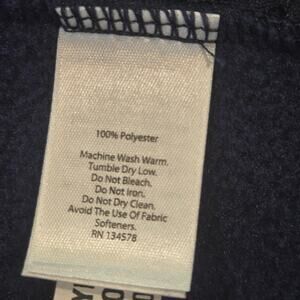 100% Polyester
Machine Wash Warm.
Tumble Dry Low.
Do Not Bleach.
Do Not Iron.
Do Not Dry Clean.
Avoid The Use Of Fabric
Softeners.
RN 134578